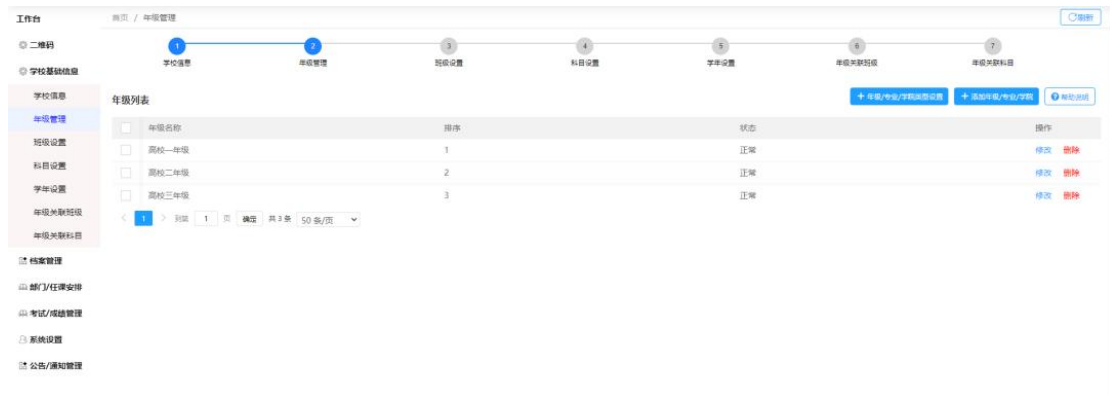 工作台
首页 / 年级管理
刷新
二维码
学校基础信息
学校信息
年级管理
班级设置
科目设置
学年设置
年级关联班级
年级关联科目
档案管理
部门/任课安排
考试/成绩管理
系统设置
公告/通知管理
1 2 3 4 5 6 7
学校信息 年级管理 班级设置 科目设置 学年设置 年级关联班级 年级关联科目
年级列表
+ 年级/专业/学院类型设置 + 添加年级/专业/学院 帮助说明
年级名称 排序 状态 操作
高校一年级 1 正常 修改 删除
高校二年级 2 正常 修改 删除
高校三年级 3 正常 修改 删除
< 1 > 到第 1 页 确定 共 3 条 50 条/页